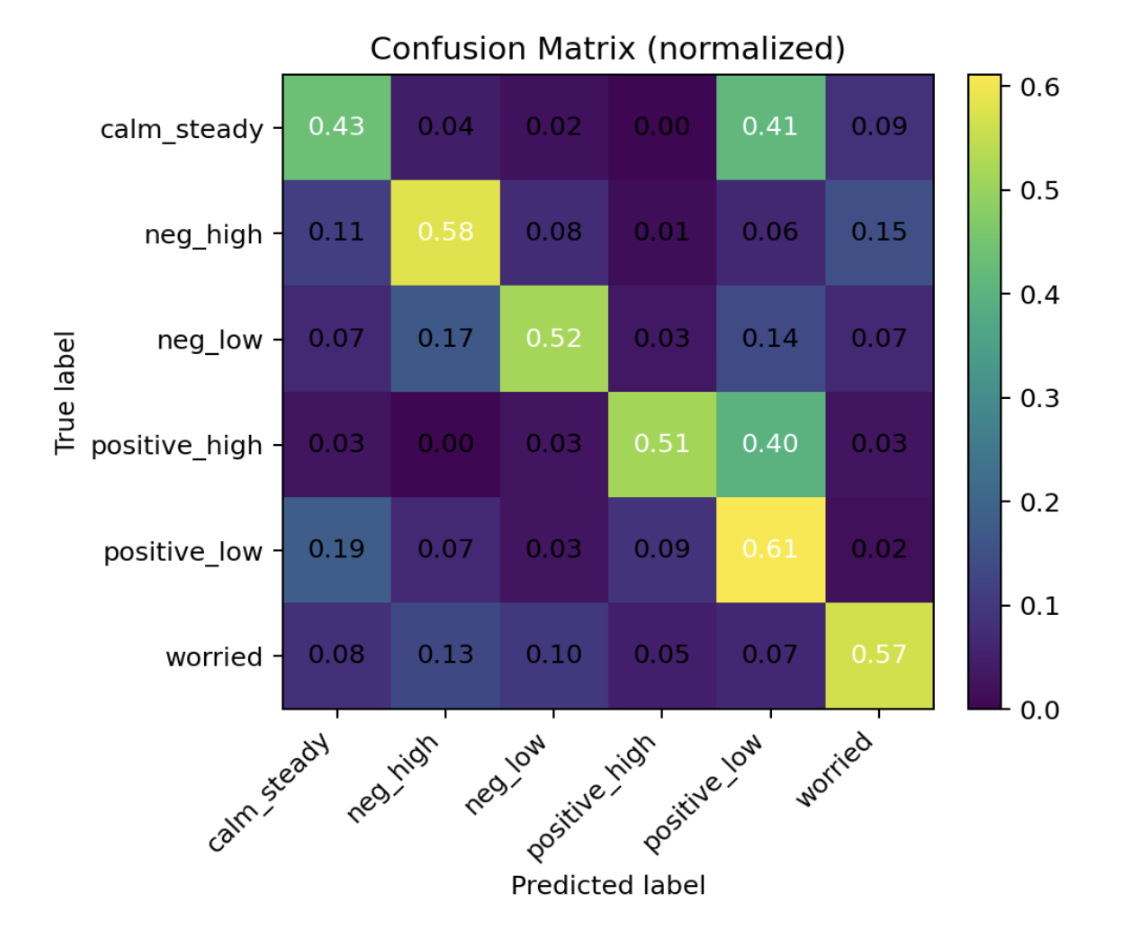 Confusion Matrix (normalized)
calm_steady 0.43 0.04 0.02 0.00 0.41 0.09
neg_high 0.11 0.58 0.08 0.01 0.06 0.15
neg_low 0.07 0.17 0.52 0.03 0.14 0.07
positive_high 0.03 0.00 0.03 0.51 0.40 0.03
positive_low 0.19 0.07 0.03 0.09 0.61 0.02
worried 0.08 0.13 0.10 0.05 0.07 0.57
True label
calm_steady neg_high neg_low positive_high positive_low worried
Predicted label
0.6
0.5
0.4
0.3
0.2
0.1
0.0